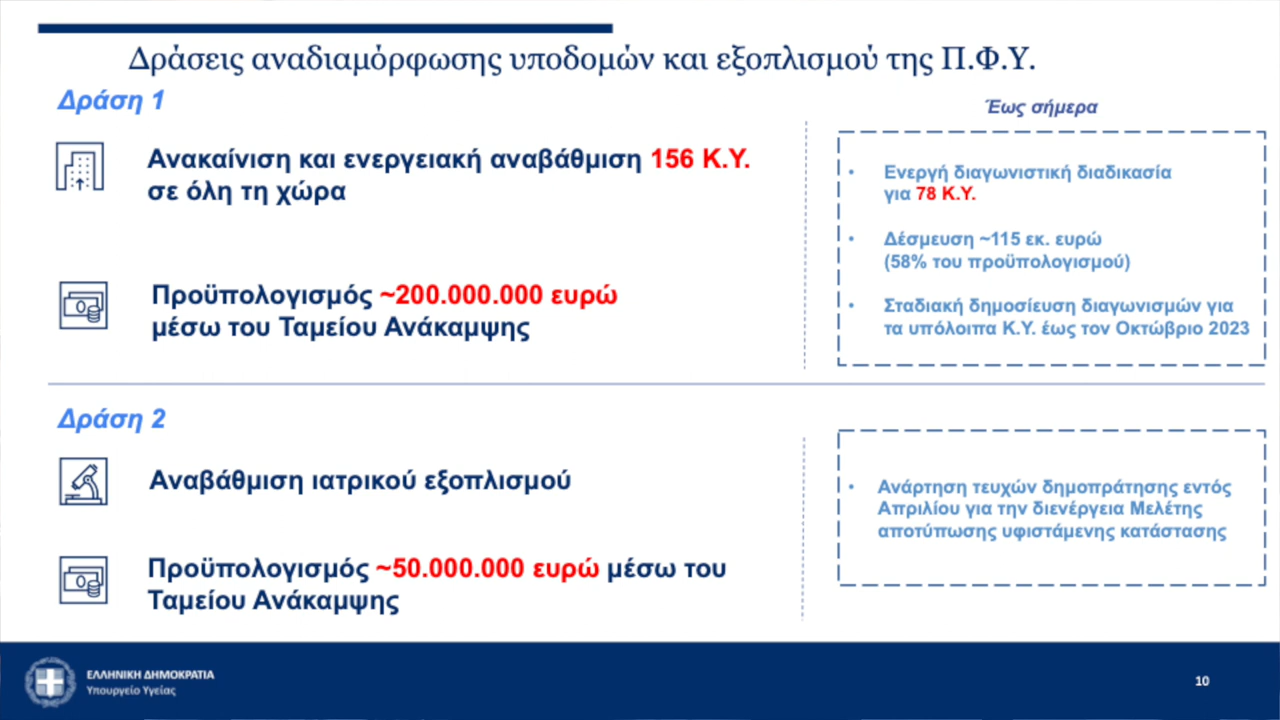 Δράσεις αναδιαμόρφωσης υποδομών και εξοπλισμού της Π.Φ.Υ.
Δράση 1
Ανακαίνιση και ενεργειακή αναβάθμιση 156 Κ.Υ.
σε όλη τη χώρα
Προϋπολογισμός ~200.000.000 ευρώ
μέσω του Ταμείου Ανάκαμψης
Έως σήμερα
• Ενεργή διαγωνιστική διαδικασία
για 78 Κ.Υ.
• Δέσμευση ~115 εκ. ευρώ
(58% του προϋπολογισμού)
• Σταδιακή δημοσίευση διαγωνισμών για
τα υπόλοιπα Κ.Υ. έως τον Οκτώβριο 2023
Δράση 2
Αναβάθμιση ιατρικού εξοπλισμού
Προϋπολογισμός ~50.000.000 ευρώ μέσω του
Ταμείου Ανάκαμψης
• Ανάρτηση τευχών δημοπράτησης εντός
Απριλίου για την διενέργεια Μελέτης
αποτύπωσης υφιστάμενης κατάστασης
ΕΛΛΗΝΙΚΗ ΔΗΜΟΚΡΑΤΙΑ
Υπουργείο Υγείας
10